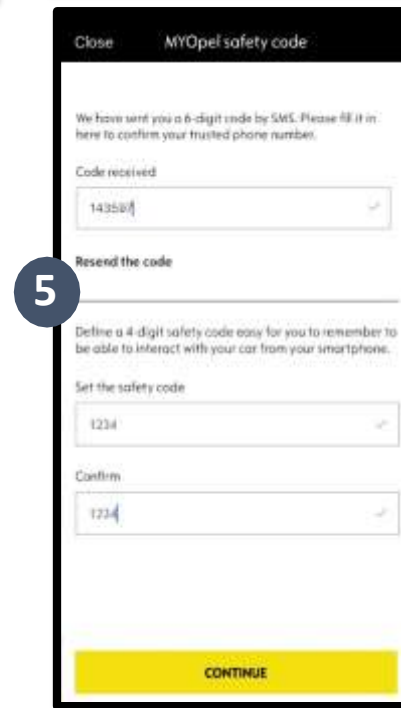 Close MYOpel safety code
We have sent you a 6-digit code by SMS. Please fill it in
here to confirm your trusted phone number.
Code received
143597
Resend the code
5
Define a 4-digit safety code easy for you to remember to
be able to interact with your car from your smartphone.
Set the safety code
1234
Confirm
1234
CONTINUE